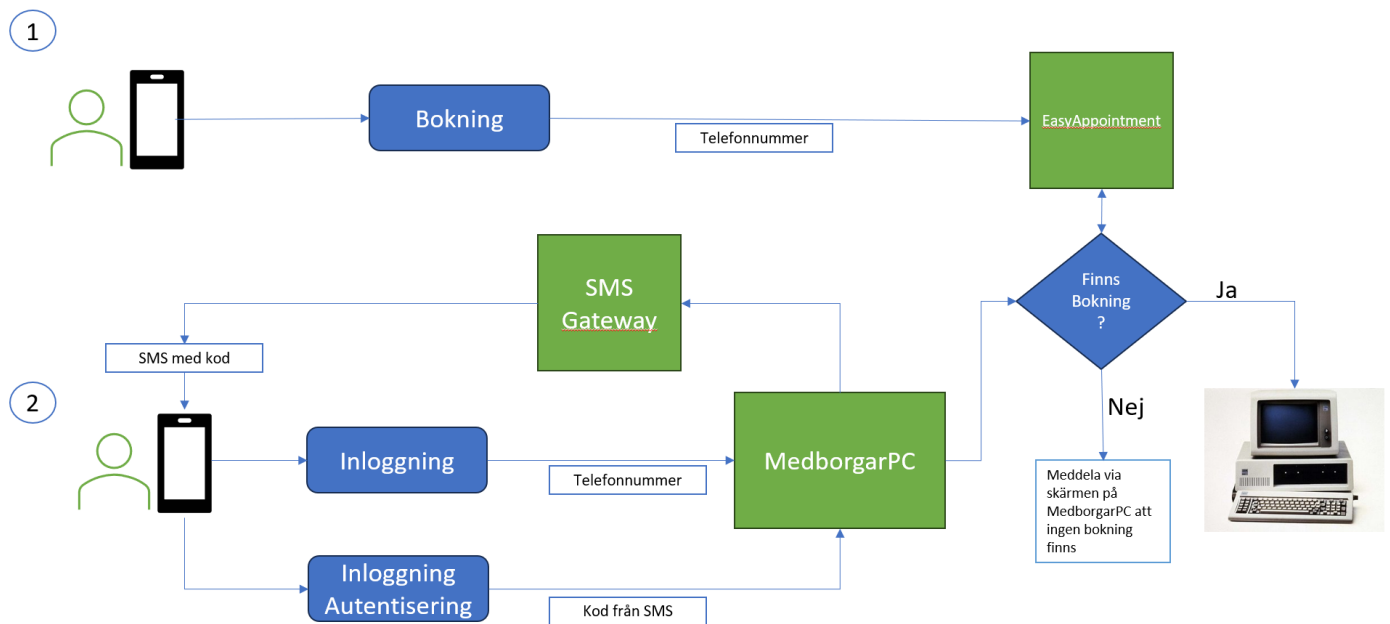 1
Bokning
Telefonnummer
EasyAppointment
SMS
Gateway
Finns
Bokning
?
Ja
Nej
SMS med kod
2
Inloggning
Telefonnummer
MedborgarPC
Meddela via
skärmen på
MedborgarPC att
ingen bokning
finns
Inloggning
Autentisering
Kod från SMS